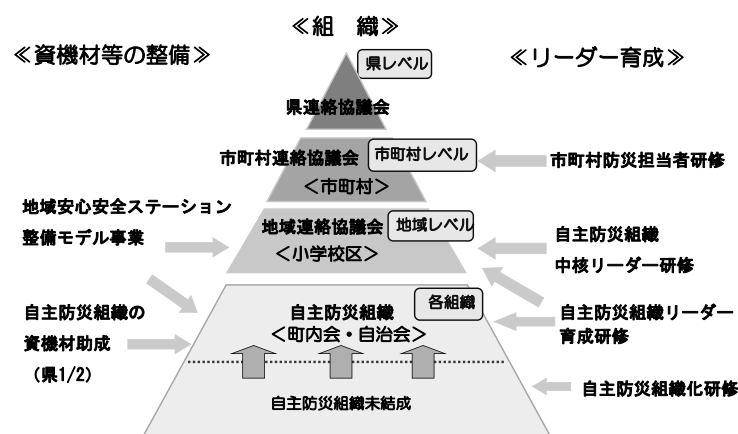 ≪組　織≫
≪資機材等の整備≫
≪リーダー育成≫
県レベル
県連絡協議会
市町村連絡協議会
市町村レベル
＜市町村＞
市町村防災担当者研修
地域安心安全ステーション
整備モデル事業
地域連絡協議会
地域レベル
＜小学校区＞
自主防災組織
中核リーダー研修
自主防災組織の
資機材助成
（県1/2）
各組織
自主防災組織
＜町内会・自治会＞
自主防災組織リーダー
育成研修
自主防災組織化研修
自主防災組織未結成